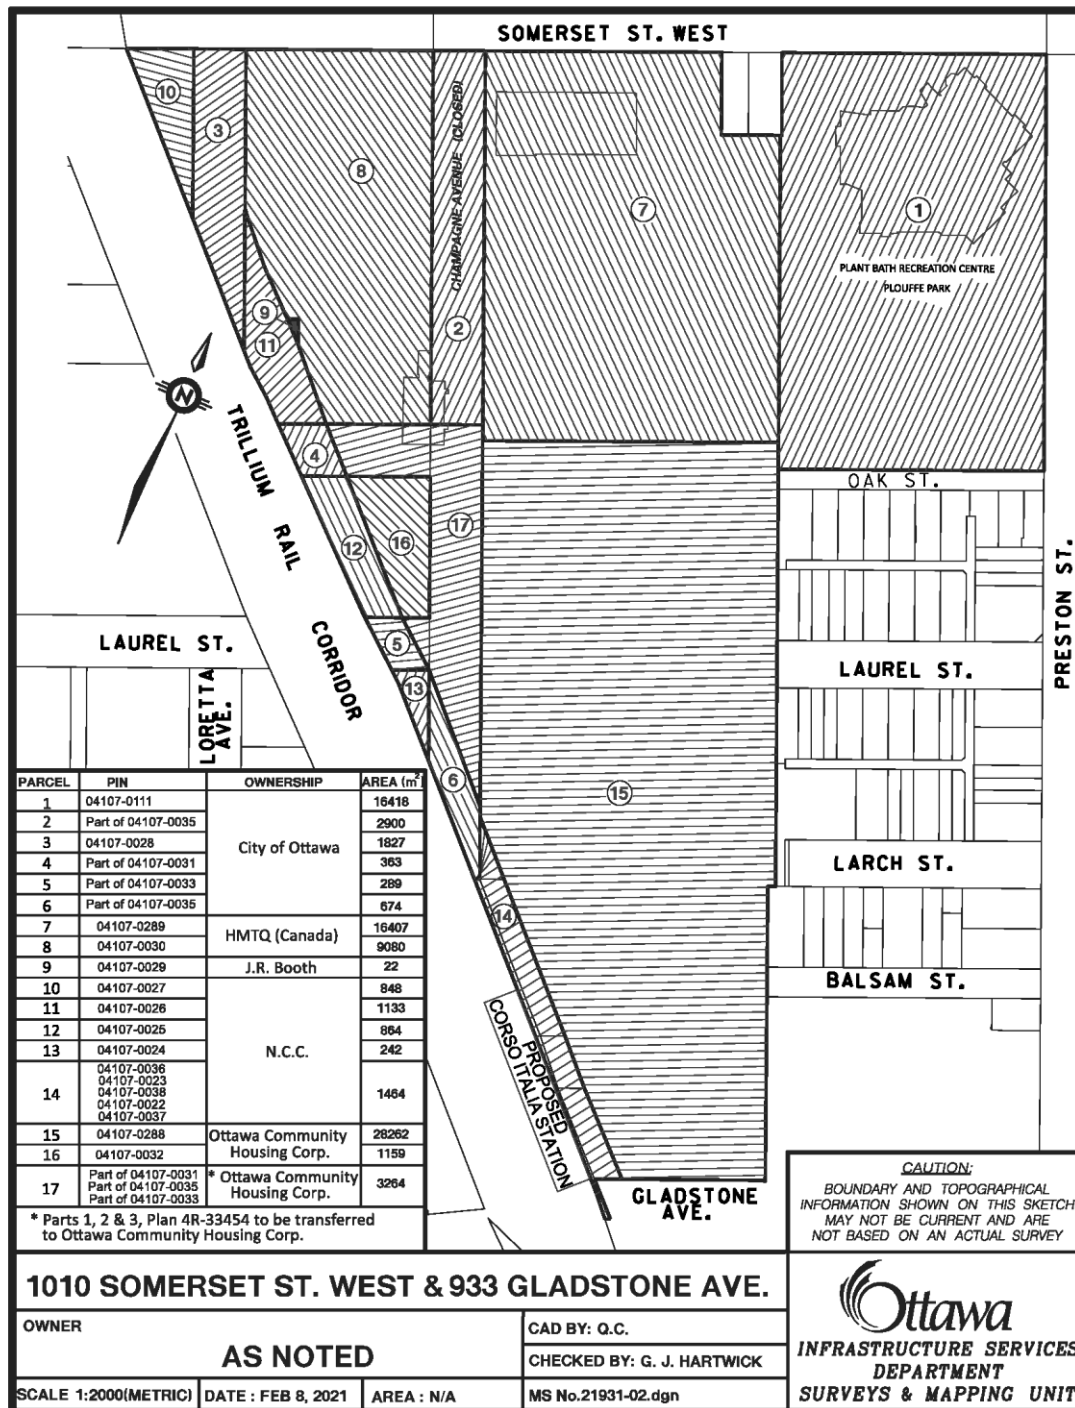 SOMERSET ST. WEST
10
3
8
CHAMPAGNE AVENUE (CLOSED)
7
1
PLANT BATH RECREATION CENTRE
PLOUFFE PARK
9
11
2
N
TRILLIUM RAIL CORRIDOR
4
12
16
17
OAK ST.
PRESTON ST.
LAUREL ST.
5
13
LAUREL ST.
LORETTA AVE.
6
15
LARCH ST.
14
BALSAM ST.
PROPOSED
CORSO ITALIA STATION
GLADSTONE
AVE.
PARCEL PIN OWNERSHIP AREA (m²)
1 04107-0111 City of Ottawa 16418
2 Part of 04107-0035 2900
3 04107-0028 1827
4 Part of 04107-0031 363
5 Part of 04107-0033 289
6 Part of 04107-0035 674
7 04107-0289 HMTQ (Canada) 16407
8 04107-0030 9080
9 04107-0029 J.R. Booth 22
10 04107-0027 N.C.C. 848
11 04107-0026 1133
12 04107-0025 864
13 04107-0024 242
14 04107-0036 1464
04107-0023
04107-0038
04107-0022
04107-0037
15 04107-0288 Ottawa Community 28262
16 04107-0032 Housing Corp. 1159
17 Part of 04107-0031 * Ottawa Community 3264
Part of 04107-0035 Housing Corp.
Part of 04107-0033
* Parts 1, 2 & 3, Plan 4R-33454 to be transferred
to Ottawa Community Housing Corp.
CAUTION:
BOUNDARY AND TOPOGRAPHICAL
INFORMATION SHOWN ON THIS SKETCH
MAY NOT BE CURRENT AND ARE
NOT BASED ON AN ACTUAL SURVEY
1010 SOMERSET ST. WEST & 933 GLADSTONE AVE.
OWNER
AS NOTED
CAD BY: Q.C.
CHECKED BY: G. J. HARTWICK
SCALE 1:2000(METRIC) DATE : FEB 8, 2021 AREA : N/A MS No.21931-02.dgn
Ottawa
INFRASTRUCTURE SERVICES
DEPARTMENT
SURVEYS & MAPPING UNIT